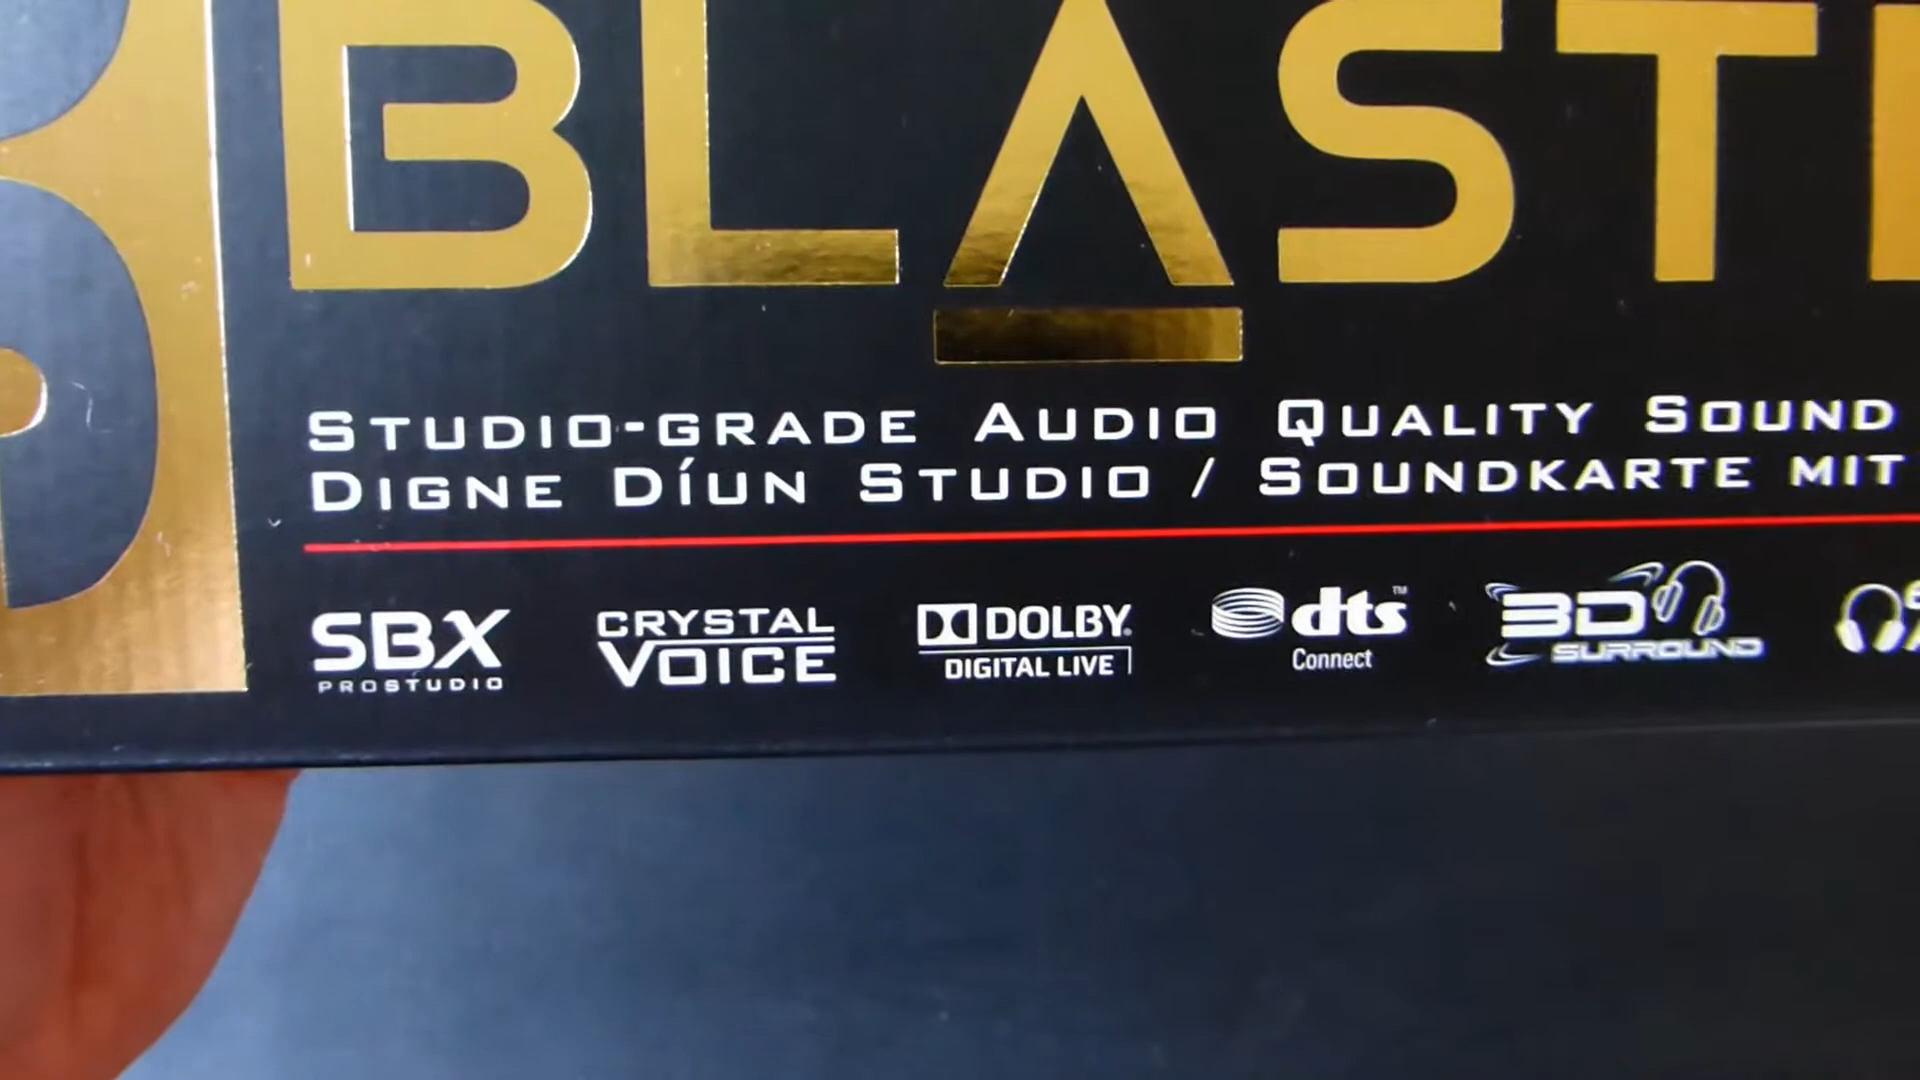 BLAST
STUDIO-GRADE AUDIO QUALITY SOUND
DIGNE DÍUN STUDIO / SOUNDKARTE MIT
SBX PROSTUDIO
CRYSTAL VOICE
DOLBY DIGITAL LIVE
dts™ Connect
3D SURROUND